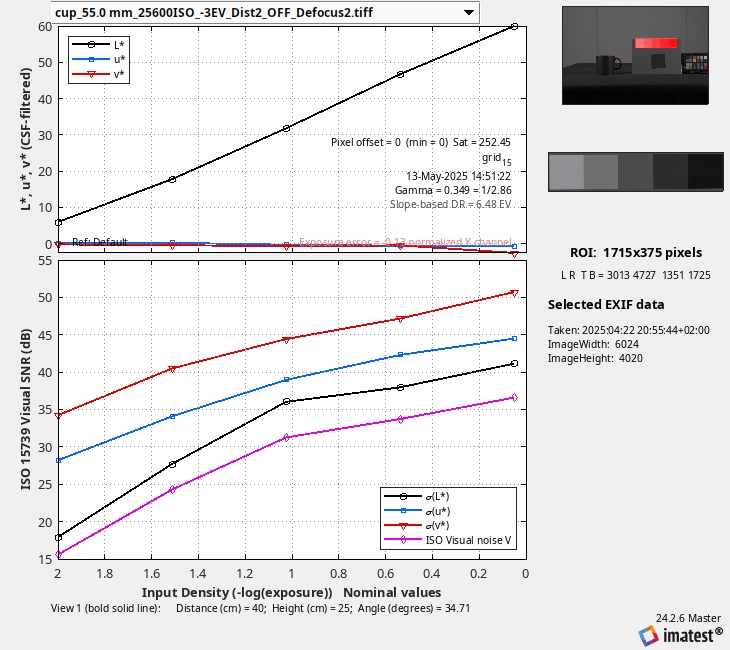 cup_55.0 mm_25600ISO_-3EV_Dist2_OFF_Defocus2.tiff
L*, u*, v* (CSF-filtered)
60
50
40
30
20
10
0
L*
u*
v*
Pixel offset = 0 (min = 0) Sat = 252.45
grid15
13-May-2025 14:51:22
Gamma = 0.349 = 1/2.86
Slope-based DR = 6.48 EV
Ref: Default
Exposure error = -0.13 normalized X channel
ISO 15739 Visual SNR (dB)
55
50
45
40
35
30
25
20
15
σ(L*)
σ(u*)
σ(v*)
ISO Visual noise V
2 1.8 1.6 1.4 1.2 1 0.8 0.6 0.4 0.2 0
Input Density (-log(exposure)) Nominal values
View 1 (bold solid line): Distance (cm) = 40; Height (cm) = 25; Angle (degrees) = 34.71
ROI: 1715x375 pixels
L R T B = 3013 4727 1351 1725
Selected EXIF data
Taken: 2025:04:22 20:55:44+02:00
ImageWidth: 6024
ImageHeight: 4020
24.2.6 Master
imatest®